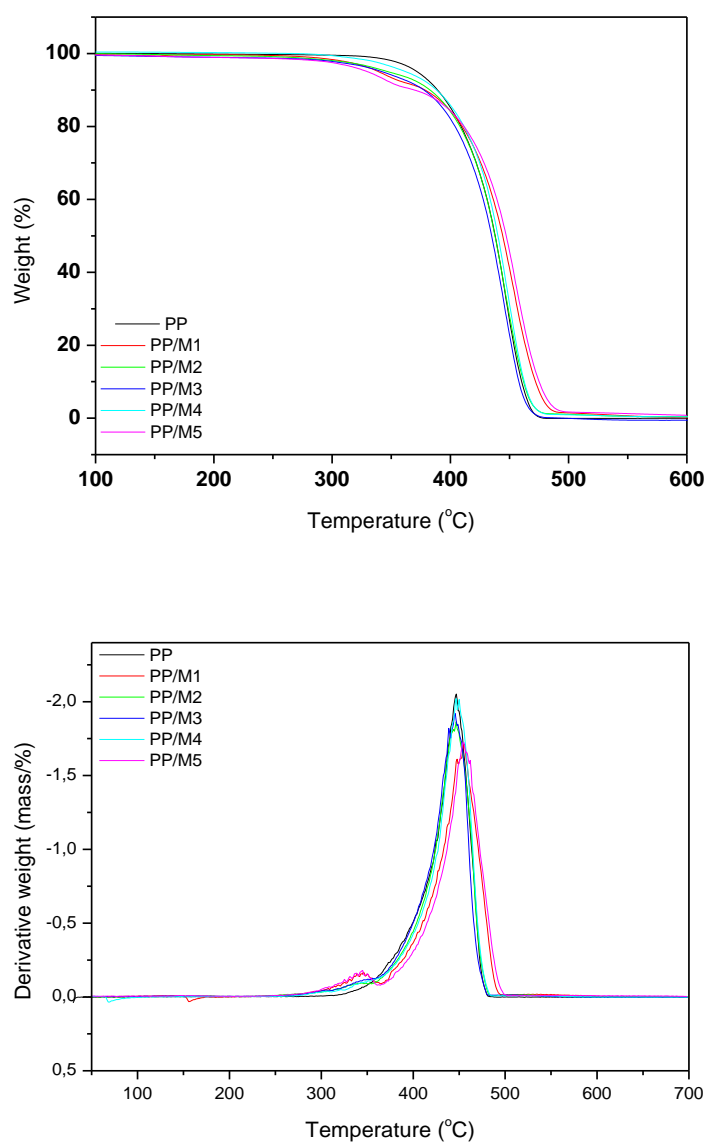 100
80
60
40
20
0
Weight (%)
PP
PP/M1
PP/M2
PP/M3
PP/M4
PP/M5
100 200 300 400 500 600
Temperature (°C)
-2,0
-1,5
-1,0
-0,5
0,0
0,5
Derivative weight (mass/%)
PP
PP/M1
PP/M2
PP/M3
PP/M4
PP/M5
100 200 300 400 500 600 700
Temperature (°C)